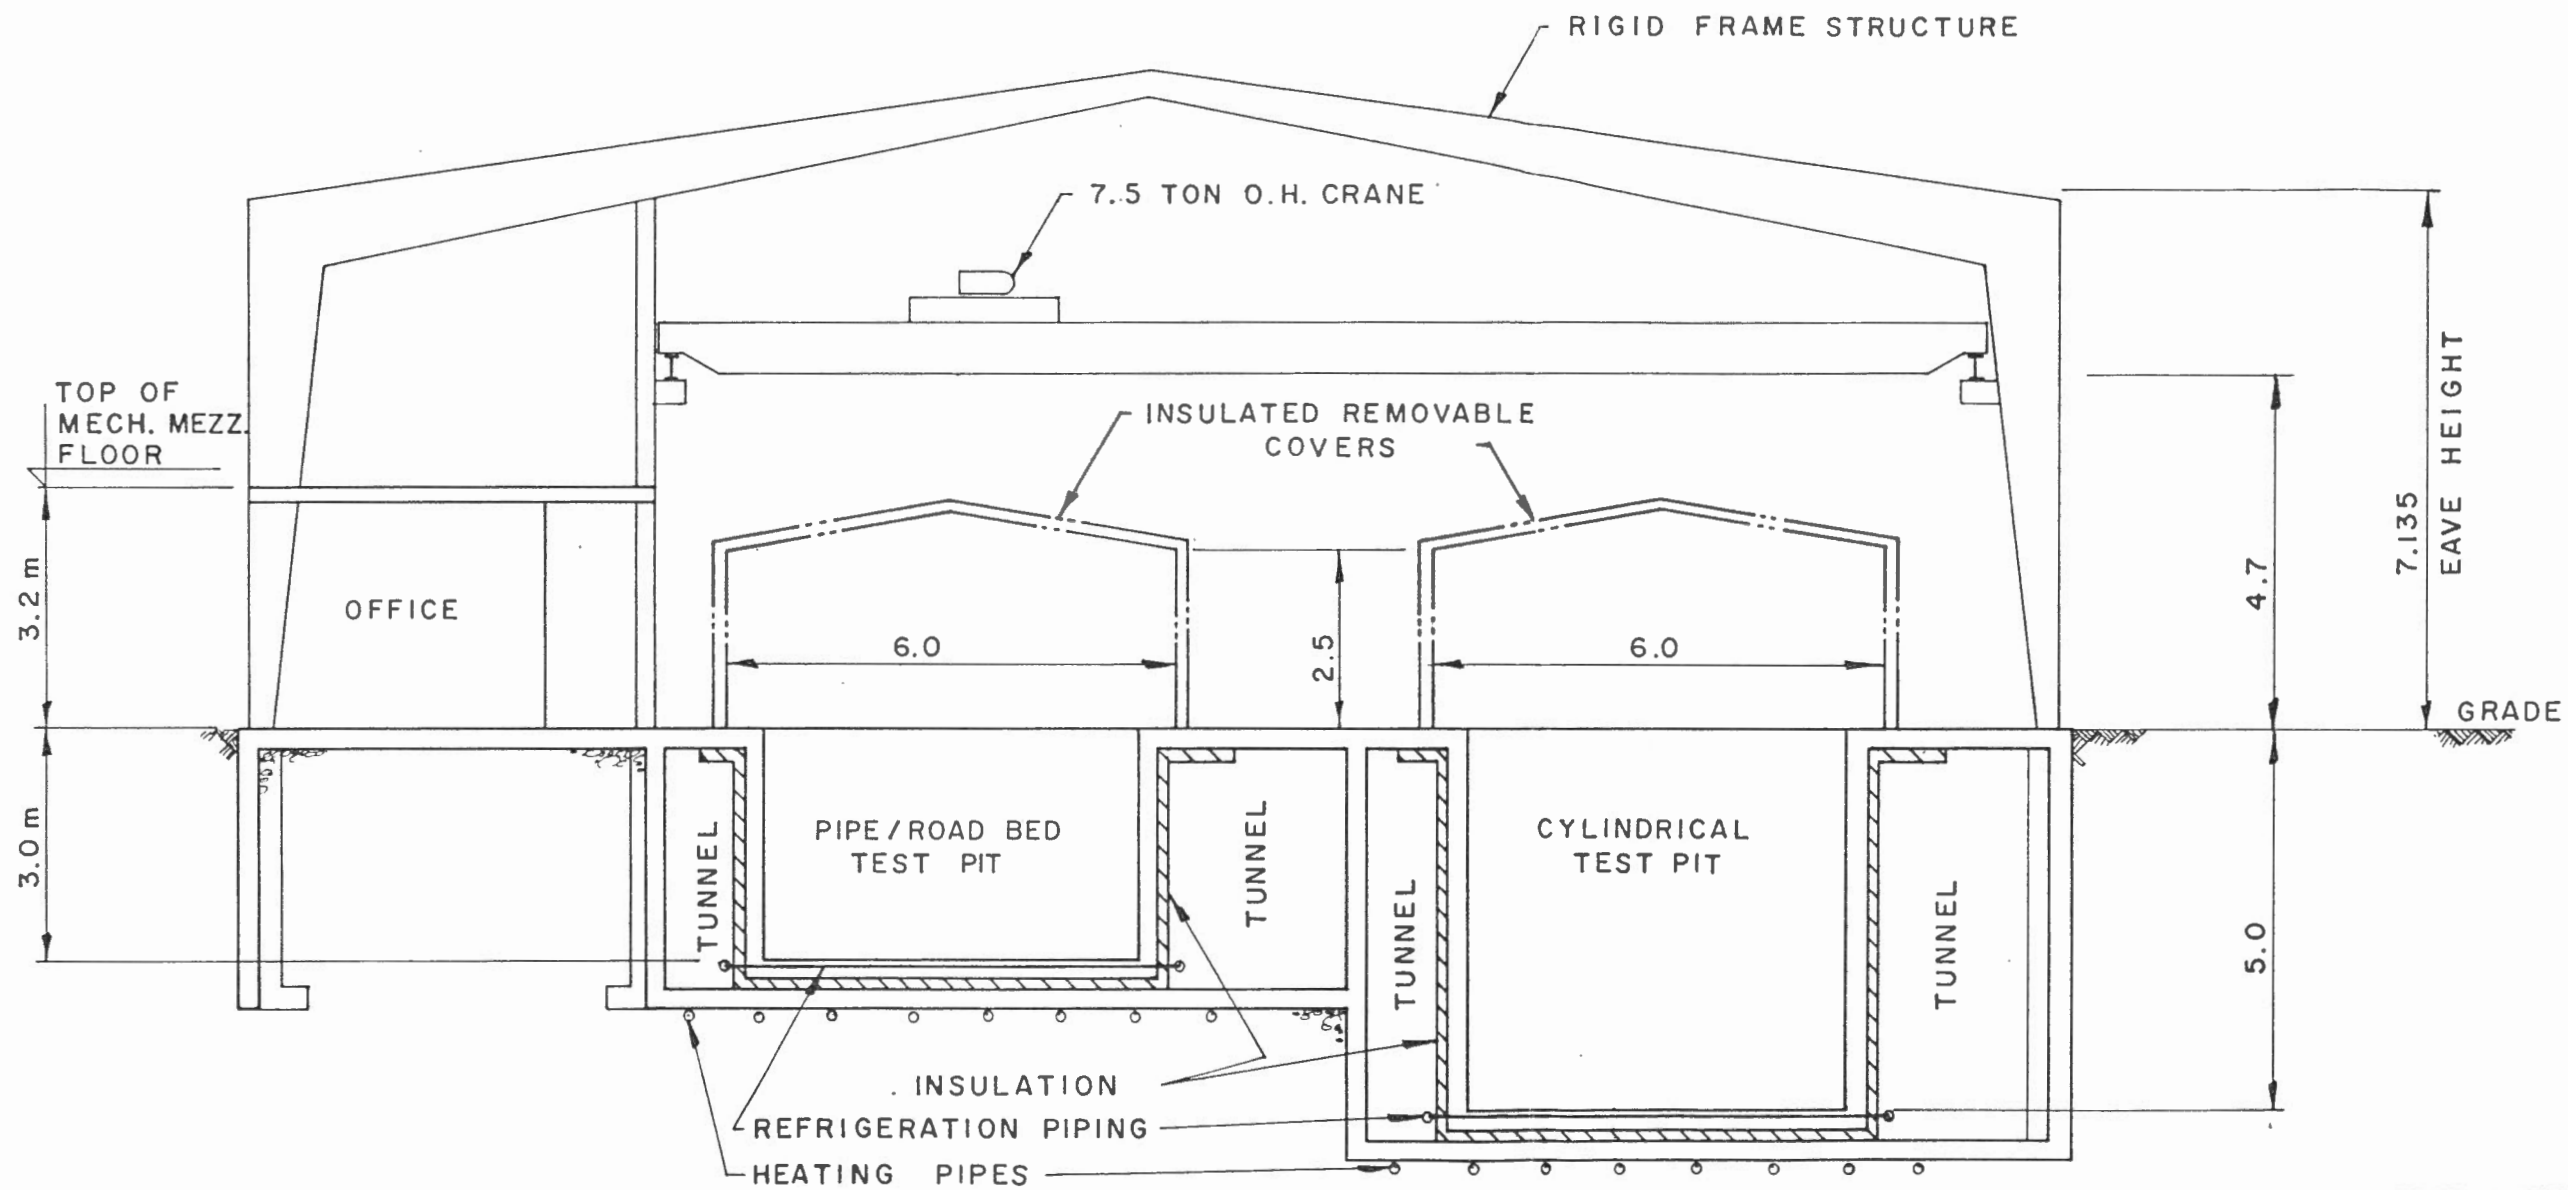 RIGID FRAME STRUCTURE
7.5 TON O.H. CRANE
TOP OF
MECH. MEZZ.
FLOOR
INSULATED REMOVABLE
COVERS
EAVE HEIGHT
7.135
4.7
3.2 m
OFFICE
6.0
2.5
6.0
GRADE
3.0 m
TUNNEL
PIPE/ROAD BED
TEST PIT
TUNNEL
TUNNEL
CYLINDRICAL
TEST PIT
TUNNEL
5.0
INSULATION
REFRIGERATION PIPING
HEATING PIPES